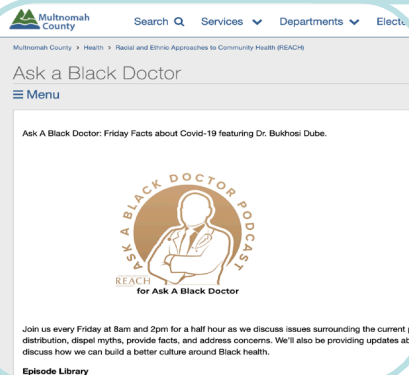 Multnomah
County
Search Services Departments Electe
Multnomah County > Health > Racial and Ethnic Approaches to Community Health (REACH)
Ask a Black Doctor
Menu
Ask A Black Doctor: Friday Facts about Covid-19 featuring Dr. Bukhosi Dube.
ASK A BLACK DOCTOR PODCAST
REACH
for Ask A Black Doctor
Join us every Friday at 8am and 2pm for a half hour as we discuss issues surrounding the current p
distribution, dispel myths, provide facts, and address concerns. We'll also be providing updates ab
discuss how we can build a better culture around Black health.
Episode Library